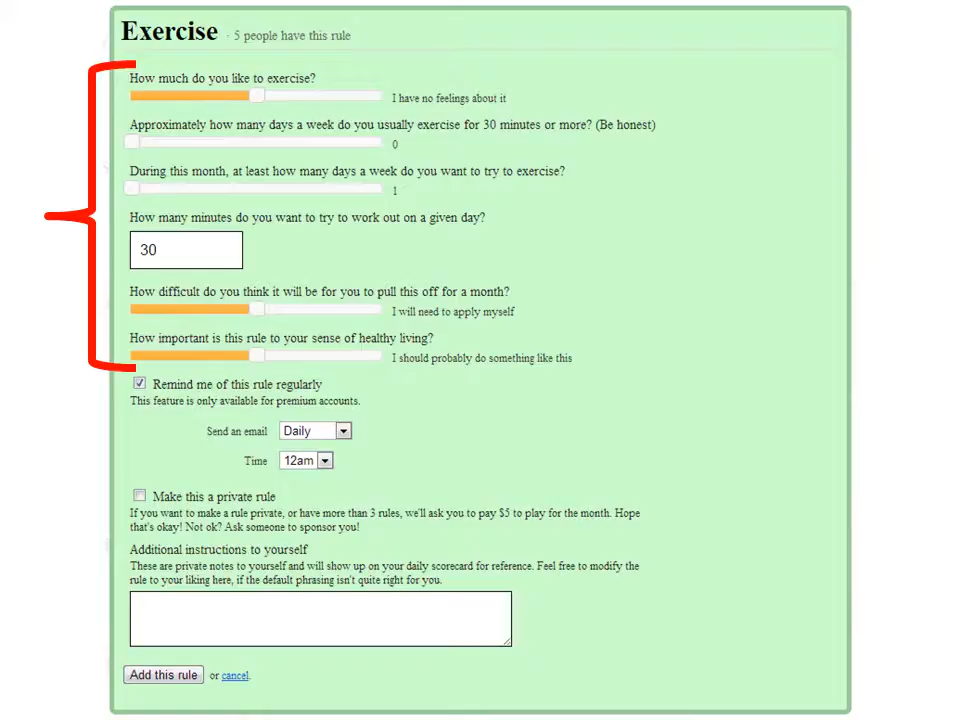 Exercise · 5 people have this rule
How much do you like to exercise?
I have no feelings about it
Approximately how many days a week do you usually exercise for 30 minutes or more? (Be honest)
0
During this month, at least how many days a week do you want to try to exercise?
1
How many minutes do you want to try to work out on a given day?
30
How difficult do you think it will be for you to pull this off for a month?
I will need to apply myself
How important is this rule to your sense of healthy living?
I should probably do something like this
Remind me of this rule regularly
This feature is only available for premium accounts.
Send an email Daily
Time 12am
Make this a private rule
If you want to make a rule private, or have more than 3 rules, we'll ask you to pay $5 to play for the month. Hope
that's okay! Not ok? Ask someone to sponsor you!
Additional instructions to yourself
These are private notes to yourself and will show up on your daily scorecard for reference. Feel free to modify the
rule to your liking here, if the default phrasing isn't quite right for you.
Add this rule or cancel.